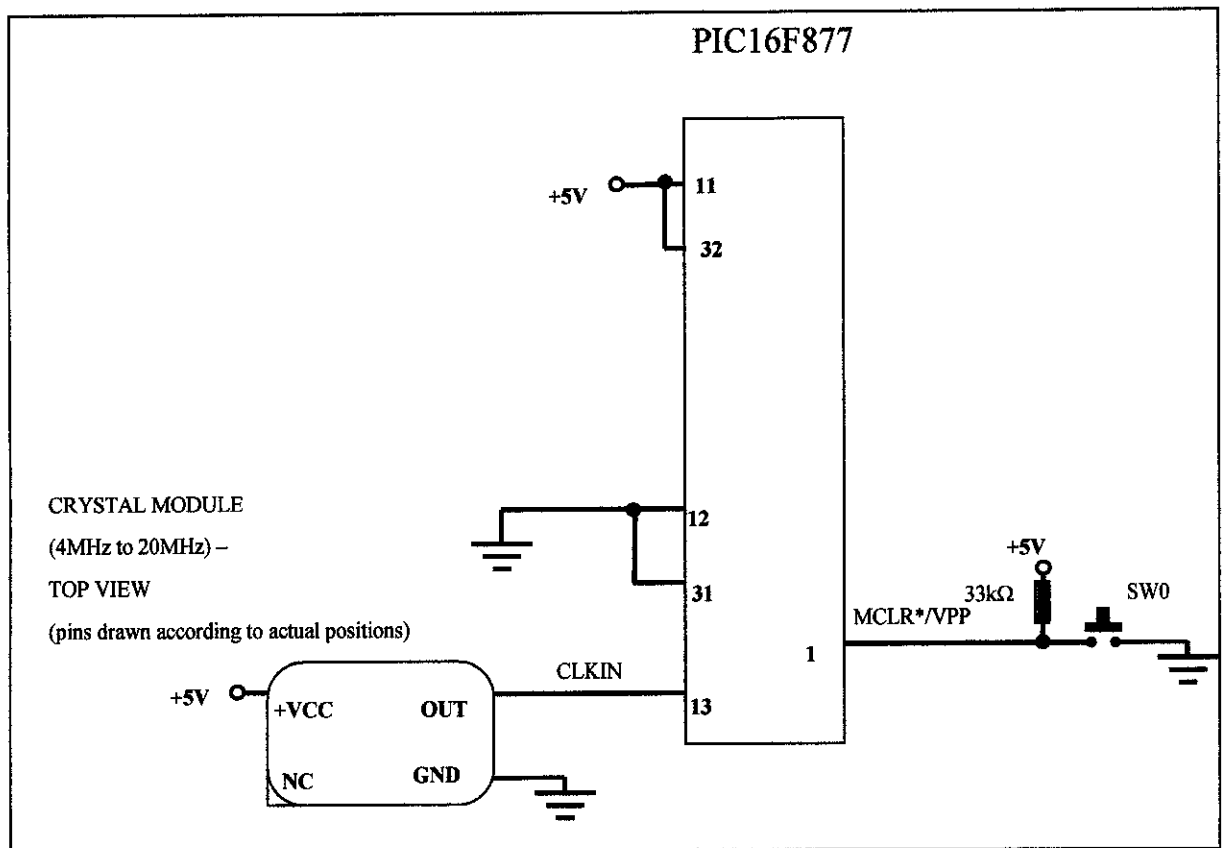 PIC16F877
+5V
11
32
CRYSTAL MODULE
(4MHz to 20MHz) –
TOP VIEW
(pins drawn according to actual positions)
12
31
+5V
33kΩ
SW0
MCLR*/VPP
1
+5V
CLKIN
13
+VCC
OUT
NC
GND